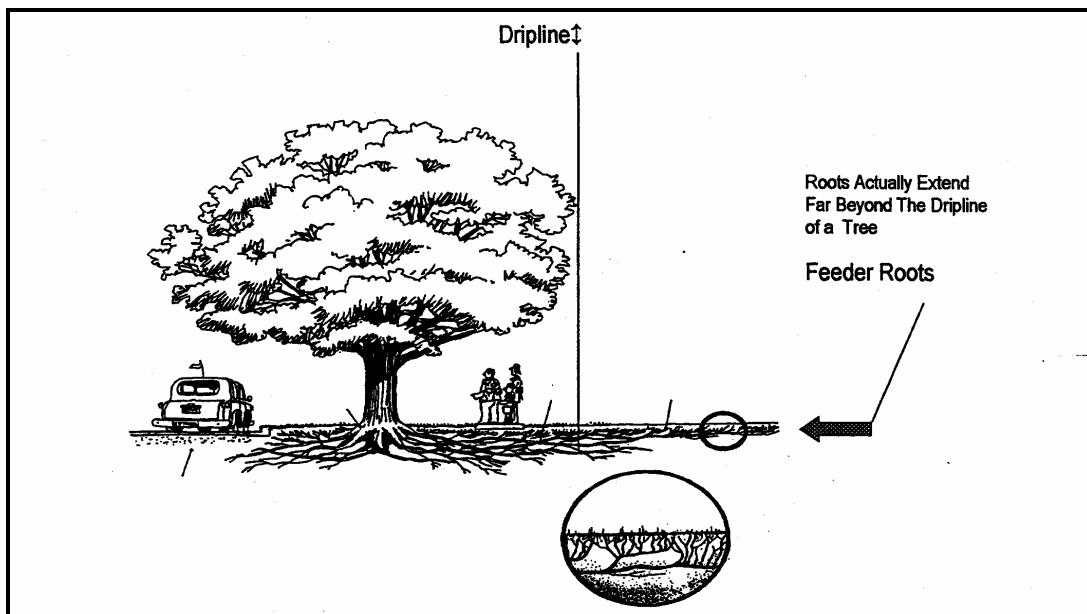 Dripline↕
Roots Actually Extend
Far Beyond The Dripline
of a Tree
Feeder Roots